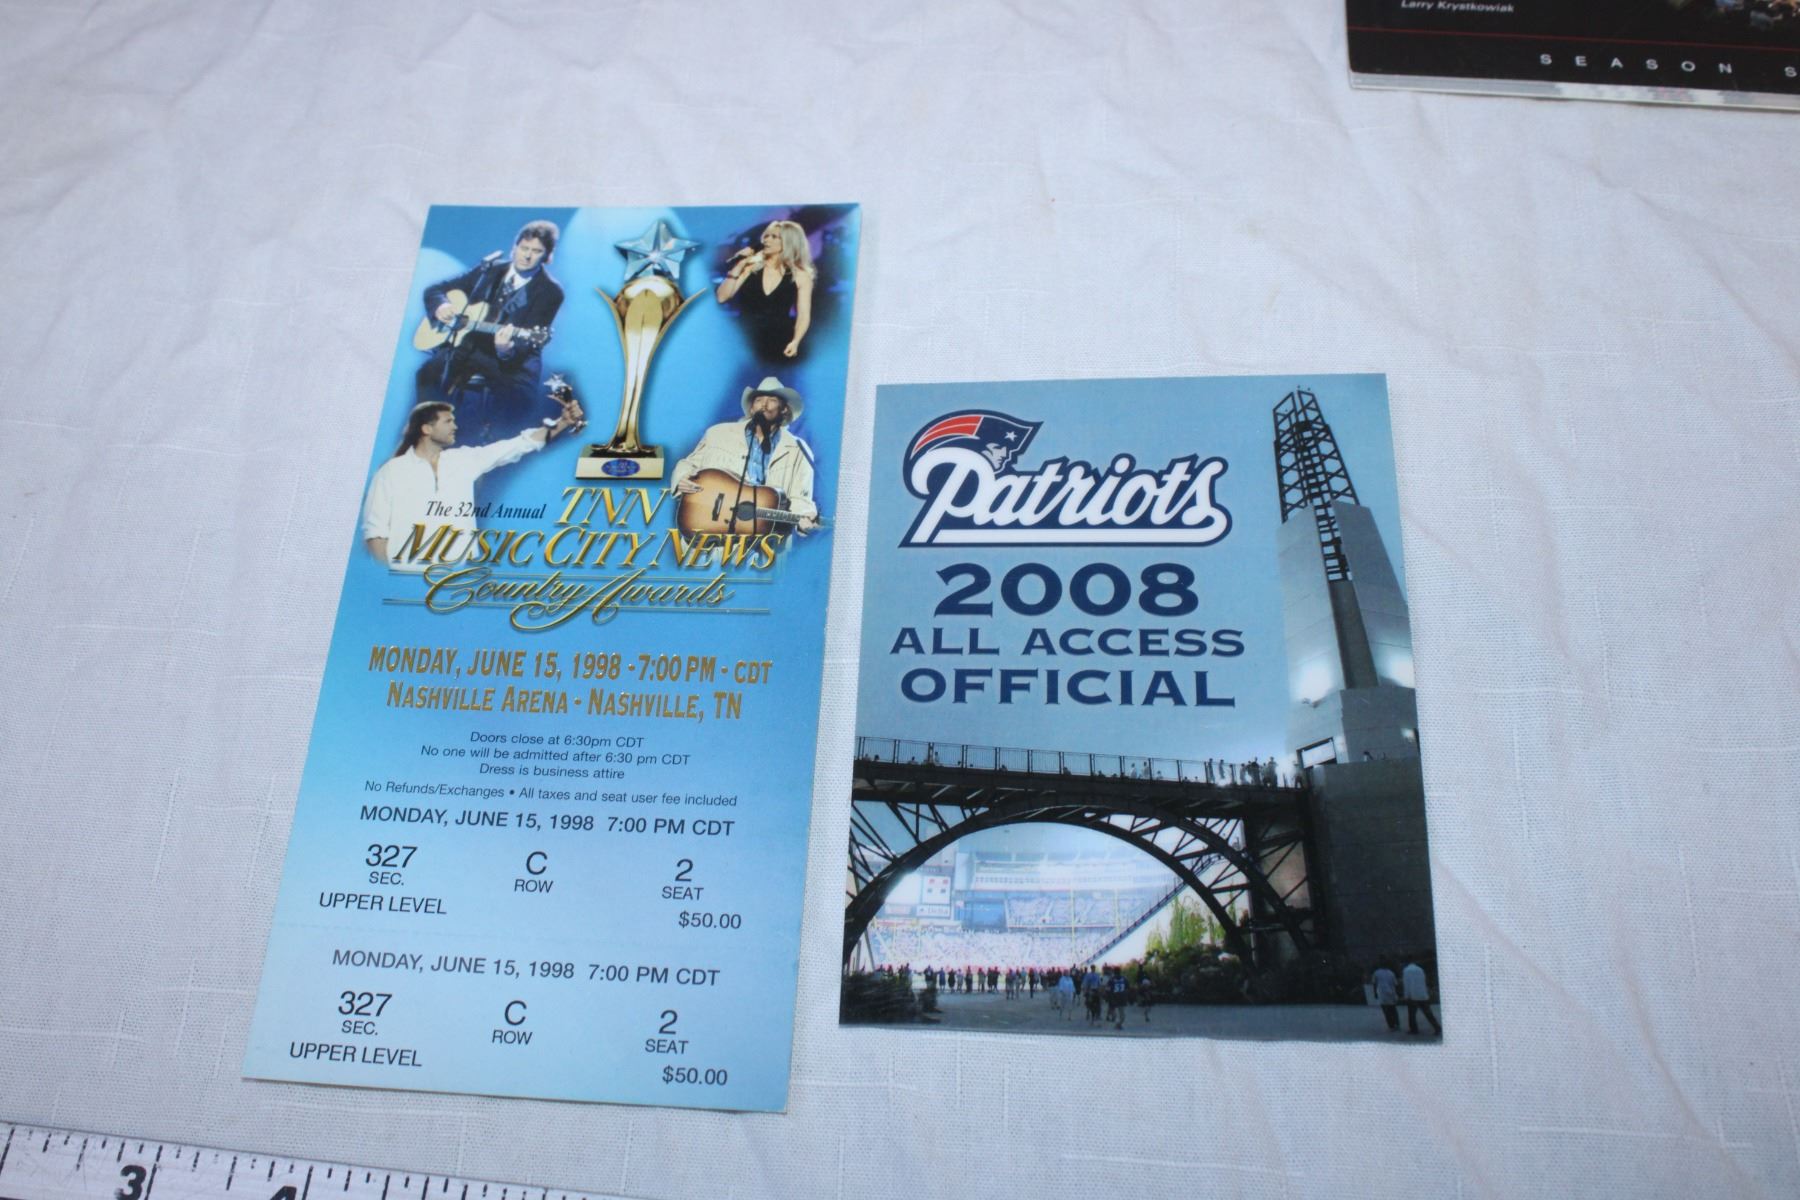 Larry Krystkowiak
SEASON S
The 32nd Annual TNN
MUSIC CITY NEWS
Country Awards
MONDAY, JUNE 15, 1998 - 7:00 PM - CDT
NASHVILLE ARENA • NASHVILLE, TN
Doors close at 6:30pm CDT
No one will be admitted after 6:30 pm CDT
Dress is business attire
No Refunds/Exchanges • All taxes and seat user fee included
MONDAY, JUNE 15, 1998 7:00 PM CDT
327 C 2
SEC. ROW SEAT
UPPER LEVEL $50.00
MONDAY, JUNE 15, 1998 7:00 PM CDT
327 C 2
SEC. ROW SEAT
UPPER LEVEL $50.00
Patriots
2008
ALL ACCESS
OFFICIAL
3 4